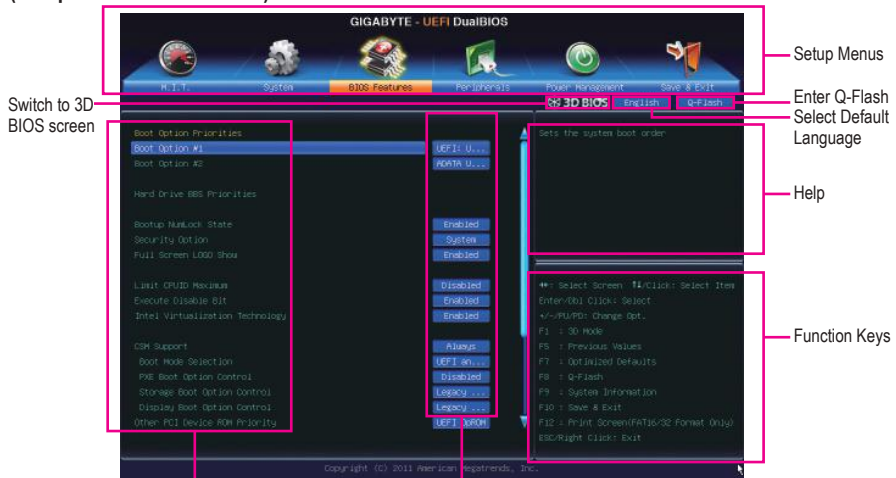 GIGABYTE - UEFI DualBIOS
Setup Menus
M.I.T.
System
BIOS Features
Peripherals
Power Management
Save & Exit
Switch to 3D
BIOS screen
3D BIOS
English
Q-Flash
Enter Q-Flash
Select Default
Language
Boot Option Priorities
Boot Option #1 UEFI: U...
Boot Option #2 ADATA U...
Hard Drive BBS Priorities
Bootup NumLock State Enabled
Security Option System
Full Screen LOGO Show Enabled
Limit CPUID Maximum Disabled
Execute Disable Bit Enabled
Intel Virtualization Technology Enabled
CSM Support Always
Boot Mode Selection UEFI an...
PXE Boot Option Control Disabled
Storage Boot Option Control Legacy ...
Display Boot Option Control Legacy ...
Other PCI Device ROM Priority UEFI OpROM
Sets the system boot order
Help
: Select Screen ↑↓/Click: Select Item
Enter/Dbl Click: Select
+/-/PU/PD: Change Opt.
F1 : 3D Mode
F5 : Previous Values
F7 : Optimized Defaults
F8 : Q-Flash
F9 : System Information
F10 : Save & Exit
F12 : Print Screen(FAT16/32 Format Only)
ESC/Right Click: Exit
Function Keys
Copyright (C) 2011 American Megatrends, Inc.